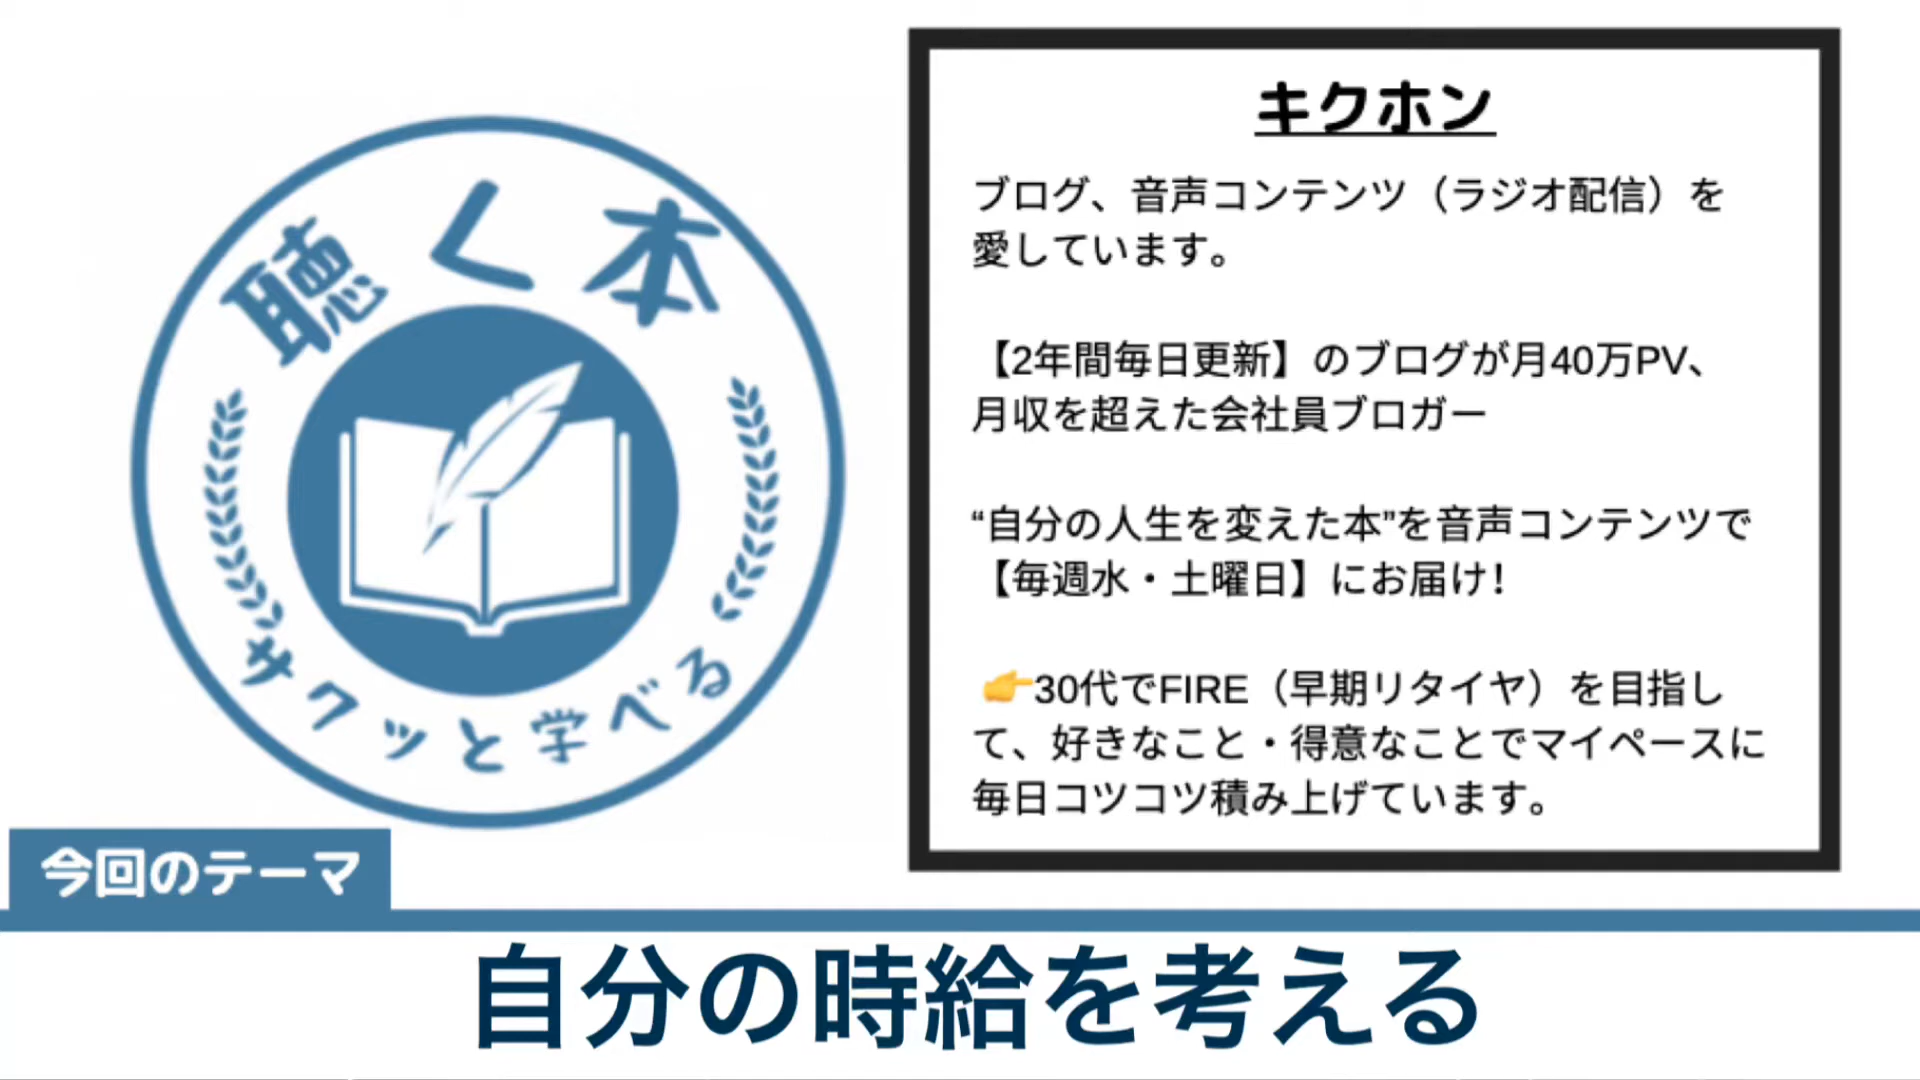 聴く本
サクッと学べる
キクホン
ブログ、音声コンテンツ（ラジオ配信）を
愛しています。
【2年間毎日更新】のブログが月40万PV、
月収を超えた会社員ブロガー
“自分の人生を変えた本”を音声コンテンツで
【毎週水・土曜日】にお届け！
👉30代でFIRE（早期リタイヤ）を目指し
て、好きなこと・得意なことでマイペースに
毎日コツコツ積み上げています。
今回のテーマ
自分の時給を考える